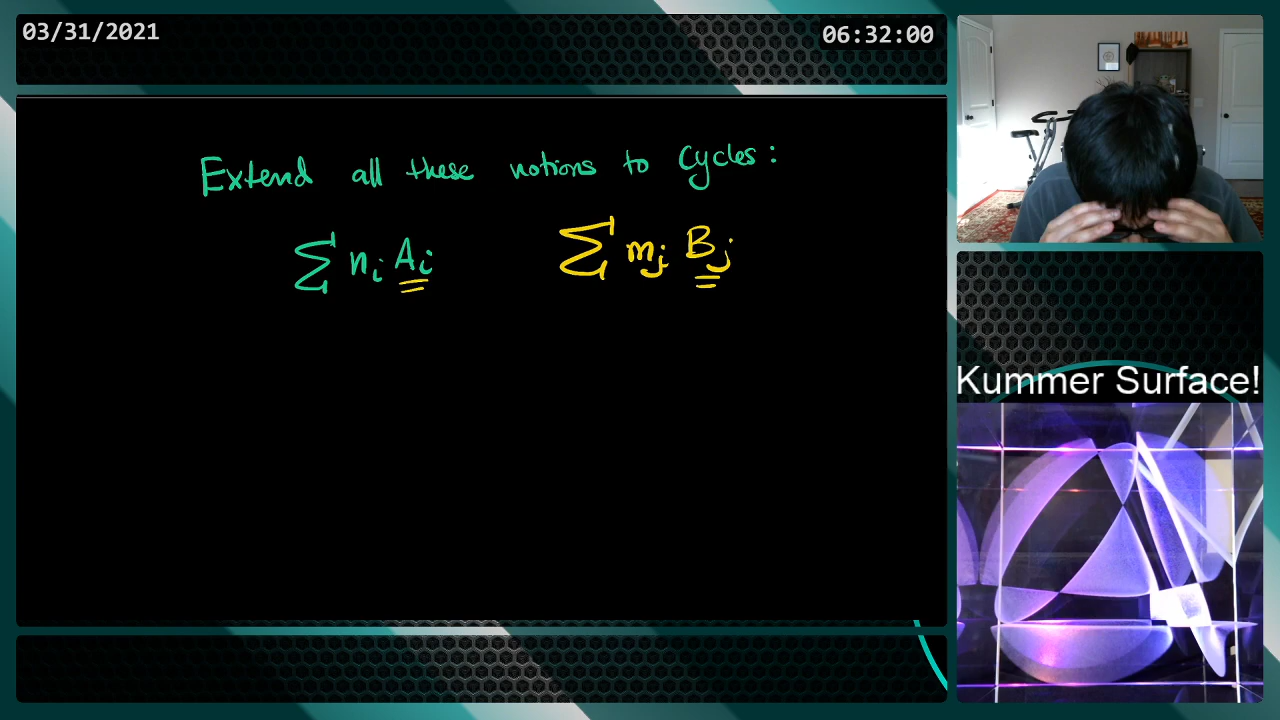 03/31/2021
06:32:00
Extend all these notions to Cycles:
∑ nᵢ Aᵢ ∑ mⱼ Bⱼ
Kummer Surface!